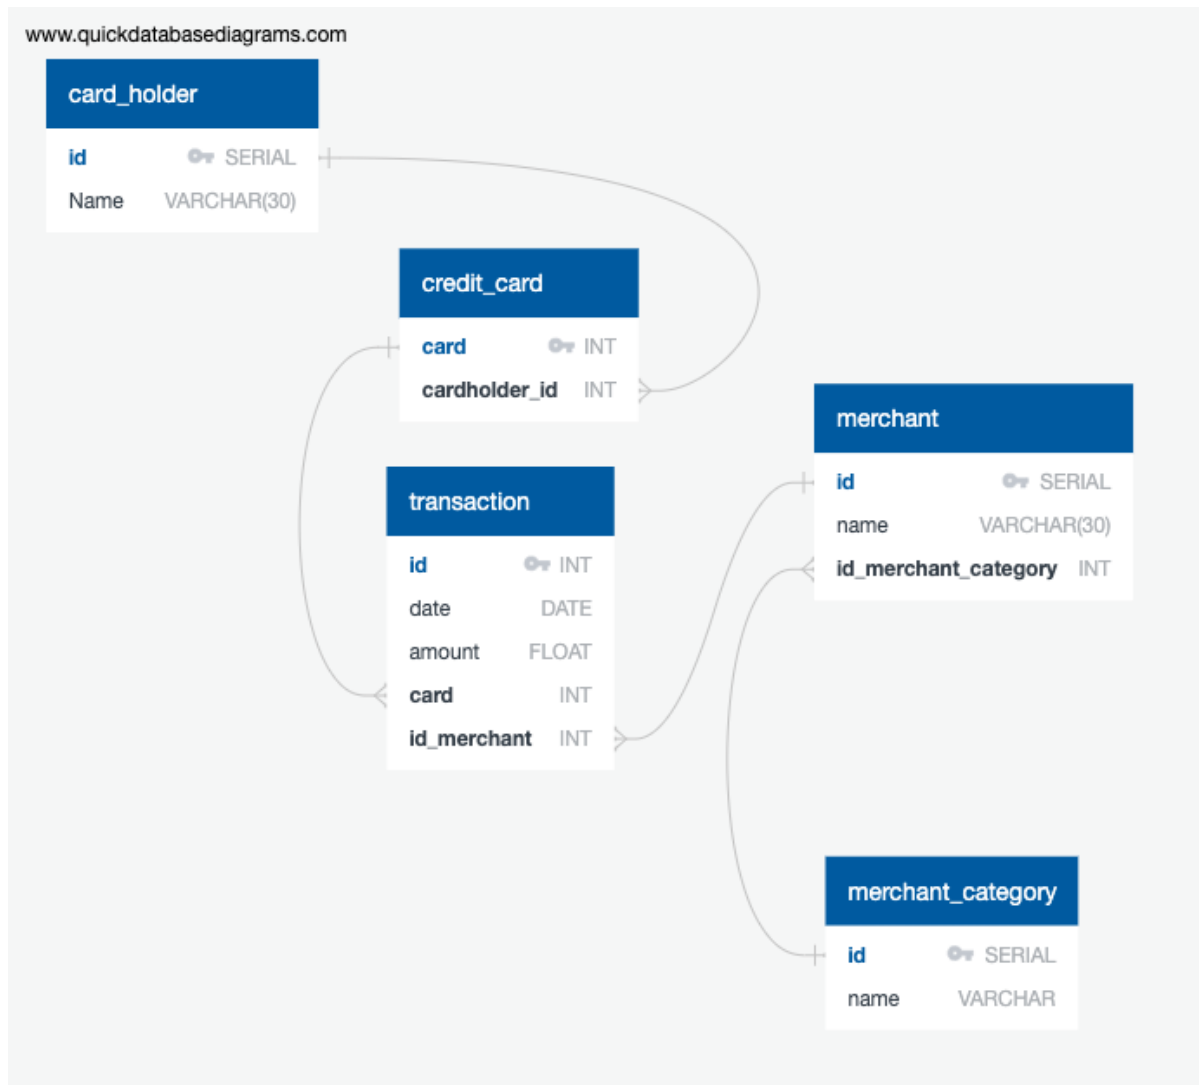 www.quickdatabasediagrams.com
card_holder
id SERIAL
Name VARCHAR(30)
credit_card
card INT
cardholder_id INT
transaction
id INT
date DATE
amount FLOAT
card INT
id_merchant INT
merchant
id SERIAL
name VARCHAR(30)
id_merchant_category INT
merchant_category
id SERIAL
name VARCHAR